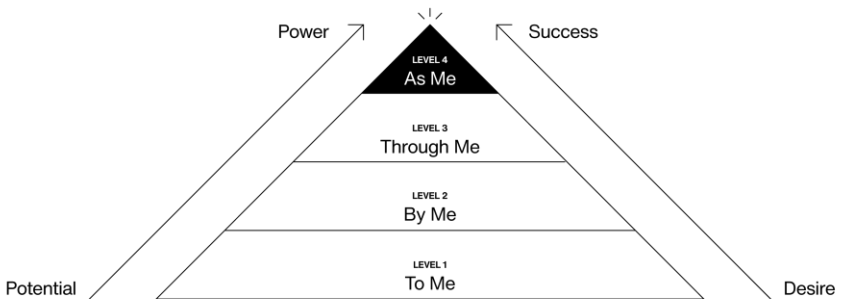 Power
Success
LEVEL 4
As Me
LEVEL 3
Through Me
LEVEL 2
By Me
LEVEL 1
To Me
Potential
Desire